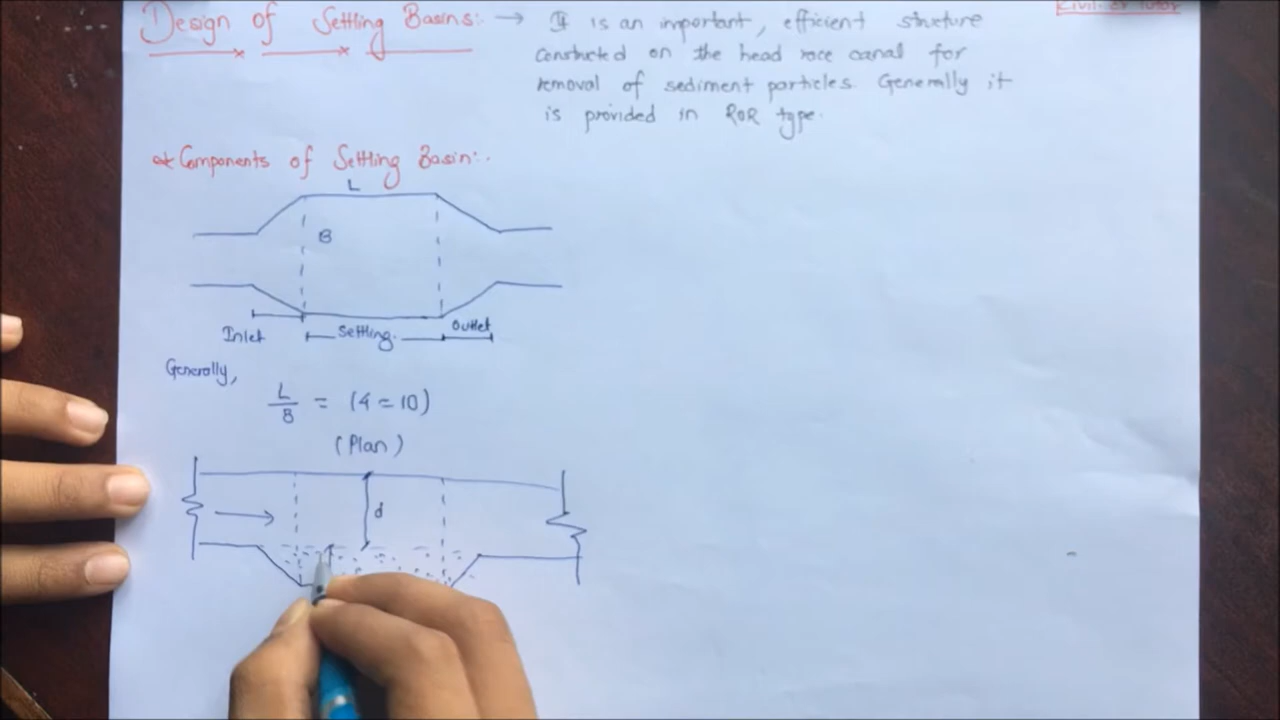 Design of Settling Basins:- → It is an important, efficient structure
constructed on the head race canal for
removal of sediment particles. Generally it
is provided in ROR type.
* Components of Settling Basin:-
L
B
Inlet Settling. Outlet
Generally,
L/B = (4 = 10)
(Plan)
d